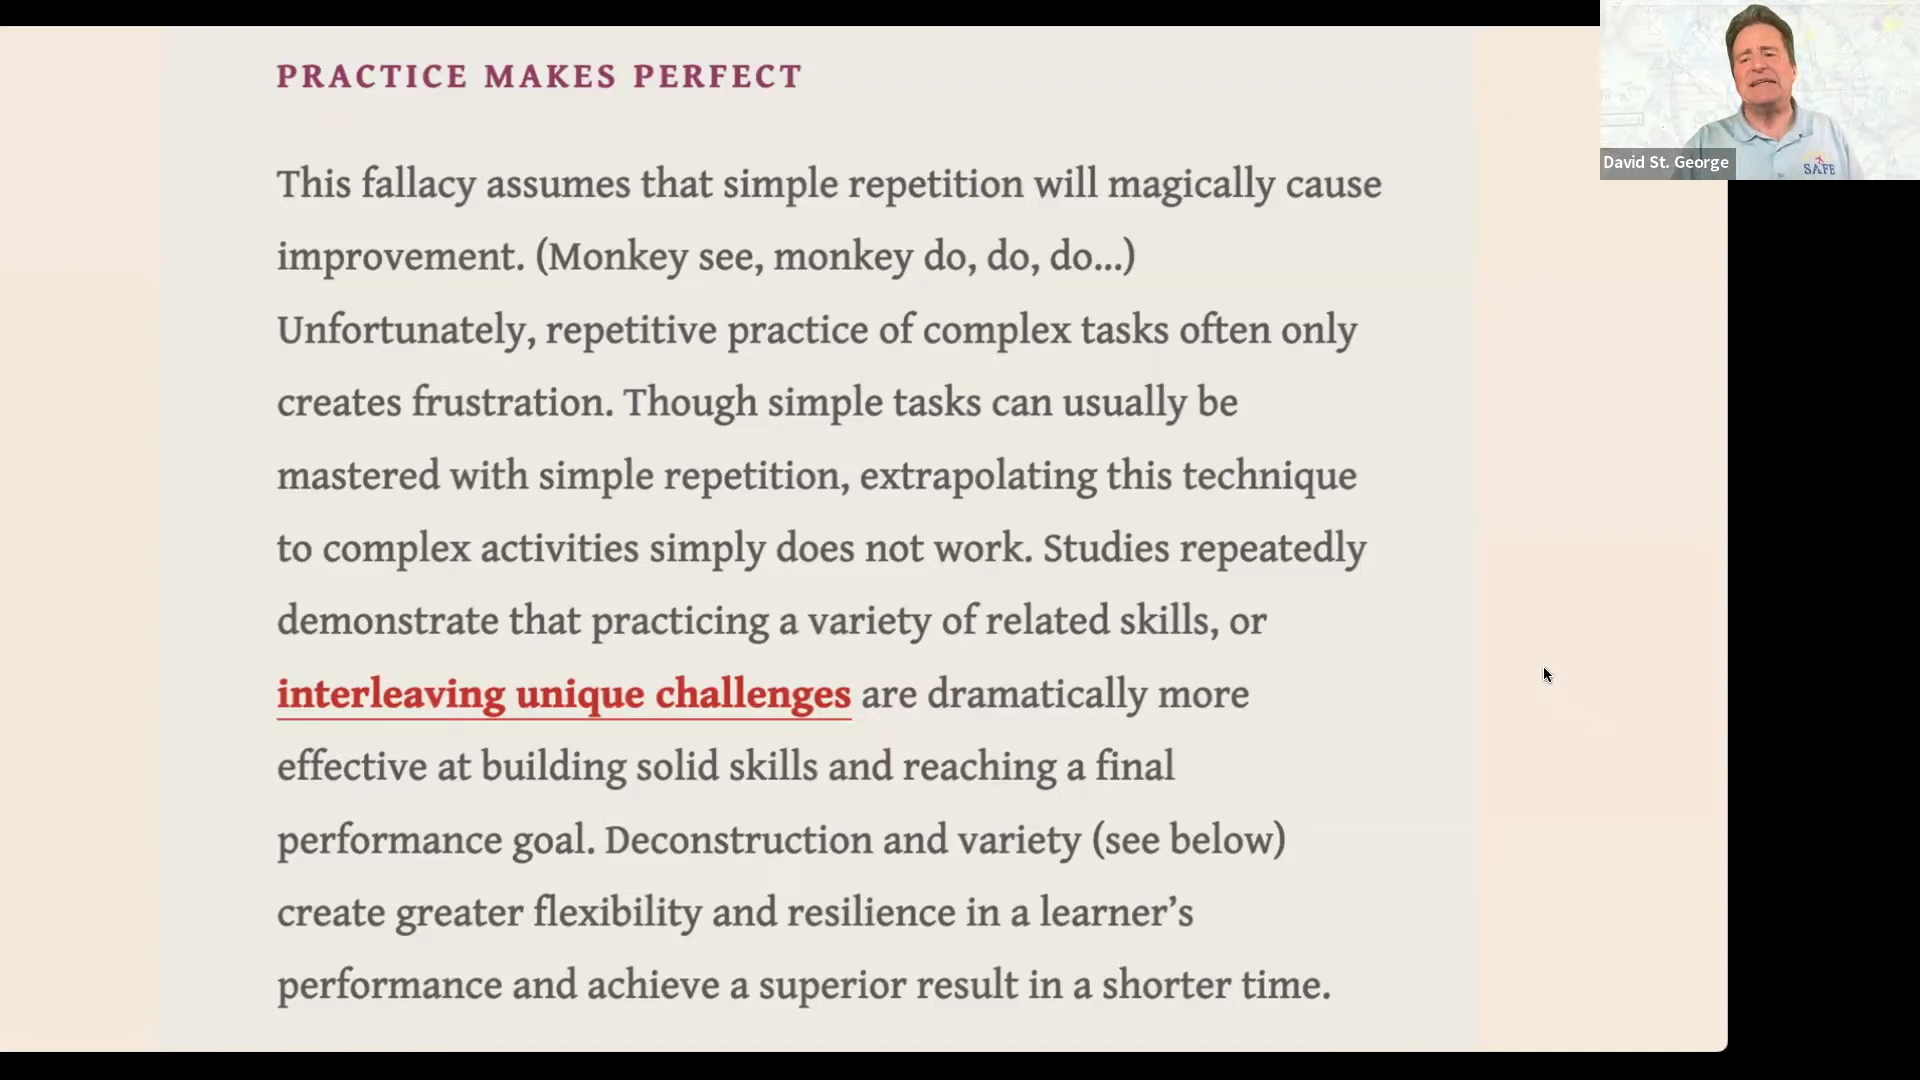 PRACTICE MAKES PERFECT
This fallacy assumes that simple repetition will magically cause
improvement. (Monkey see, monkey do, do, do...)
Unfortunately, repetitive practice of complex tasks often only
creates frustration. Though simple tasks can usually be
mastered with simple repetition, extrapolating this technique
to complex activities simply does not work. Studies repeatedly
demonstrate that practicing a variety of related skills, or
interleaving unique challenges are dramatically more
effective at building solid skills and reaching a final
performance goal. Deconstruction and variety (see below)
create greater flexibility and resilience in a learner’s
performance and achieve a superior result in a shorter time.
David St. George
SAFE